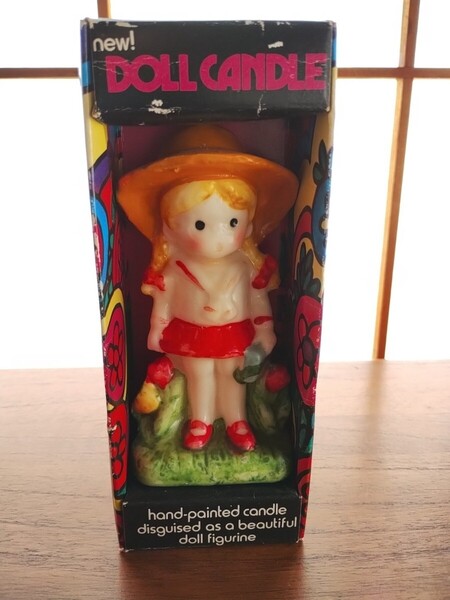 new!
DOLL CANDLE
hand-painted candle
disguised as a beautiful
doll figurine